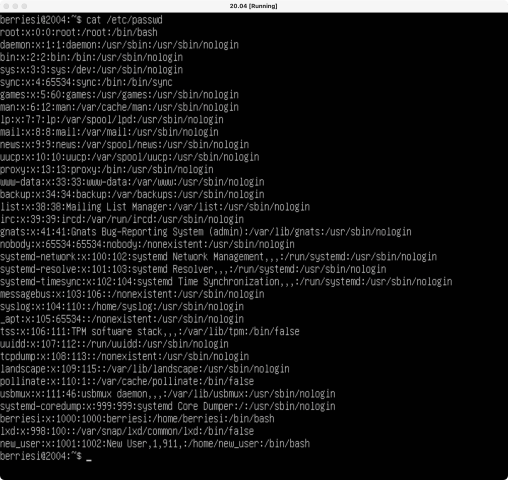 20.04 [Running]
berriesi@2004:~$ cat /etc/passwd
root:x:0:0:root:/root:/bin/bash
daemon:x:1:1:daemon:/usr/sbin:/usr/sbin/nologin
bin:x:2:2:bin:/bin:/usr/sbin/nologin
sys:x:3:3:sys:/dev:/usr/sbin/nologin
sync:x:4:65534:sync:/bin:/bin/sync
games:x:5:60:games:/usr/games:/usr/sbin/nologin
man:x:6:12:man:/var/cache/man:/usr/sbin/nologin
lp:x:7:7:lp:/var/spool/lpd:/usr/sbin/nologin
mail:x:8:8:mail:/var/mail:/usr/sbin/nologin
news:x:9:9:news:/var/spool/news:/usr/sbin/nologin
uucp:x:10:10:uucp:/var/spool/uucp:/usr/sbin/nologin
proxy:x:13:13:proxy:/bin:/usr/sbin/nologin
www-data:x:33:33:www-data:/var/www:/usr/sbin/nologin
backup:x:34:34:backup:/var/backups:/usr/sbin/nologin
list:x:38:38:Mailing List Manager:/var/list:/usr/sbin/nologin
irc:x:39:39:ircd:/var/run/ircd:/usr/sbin/nologin
gnats:x:41:41:Gnats Bug-Reporting System (admin):/var/lib/gnats:/usr/sbin/nologin
nobody:x:65534:65534:nobody:/nonexistent:/usr/sbin/nologin
systemd-network:x:100:102:systemd Network Management,,,:/run/systemd:/usr/sbin/nologin
systemd-resolve:x:101:103:systemd Resolver,,,:/run/systemd:/usr/sbin/nologin
systemd-timesync:x:102:104:systemd Time Synchronization,,,:/run/systemd:/usr/sbin/nologin
messagebus:x:103:106::/nonexistent:/usr/sbin/nologin
syslog:x:104:110::/home/syslog:/usr/sbin/nologin
_apt:x:105:65534::/nonexistent:/usr/sbin/nologin
tss:x:106:111:TPM software stack,,,:/var/lib/tpm:/bin/false
uuidd:x:107:112::/run/uuidd:/usr/sbin/nologin
tcpdump:x:108:113::/nonexistent:/usr/sbin/nologin
landscape:x:109:115::/var/lib/landscape:/usr/sbin/nologin
pollinate:x:110:1::/var/cache/pollinate:/bin/false
usbmux:x:111:46:usbmux daemon,,,:/var/lib/usbmux:/usr/sbin/nologin
systemd-coredump:x:999:999:systemd Core Dumper:/:/usr/sbin/nologin
berriesi:x:1000:1000:berriesi:/home/berriesi:/bin/bash
lxd:x:998:100::/var/snap/lxd/common/lxd:/bin/false
new_user:x:1001:1002:New User,1,911,:/home/new_user:/bin/bash
berriesi@2004:~$ _